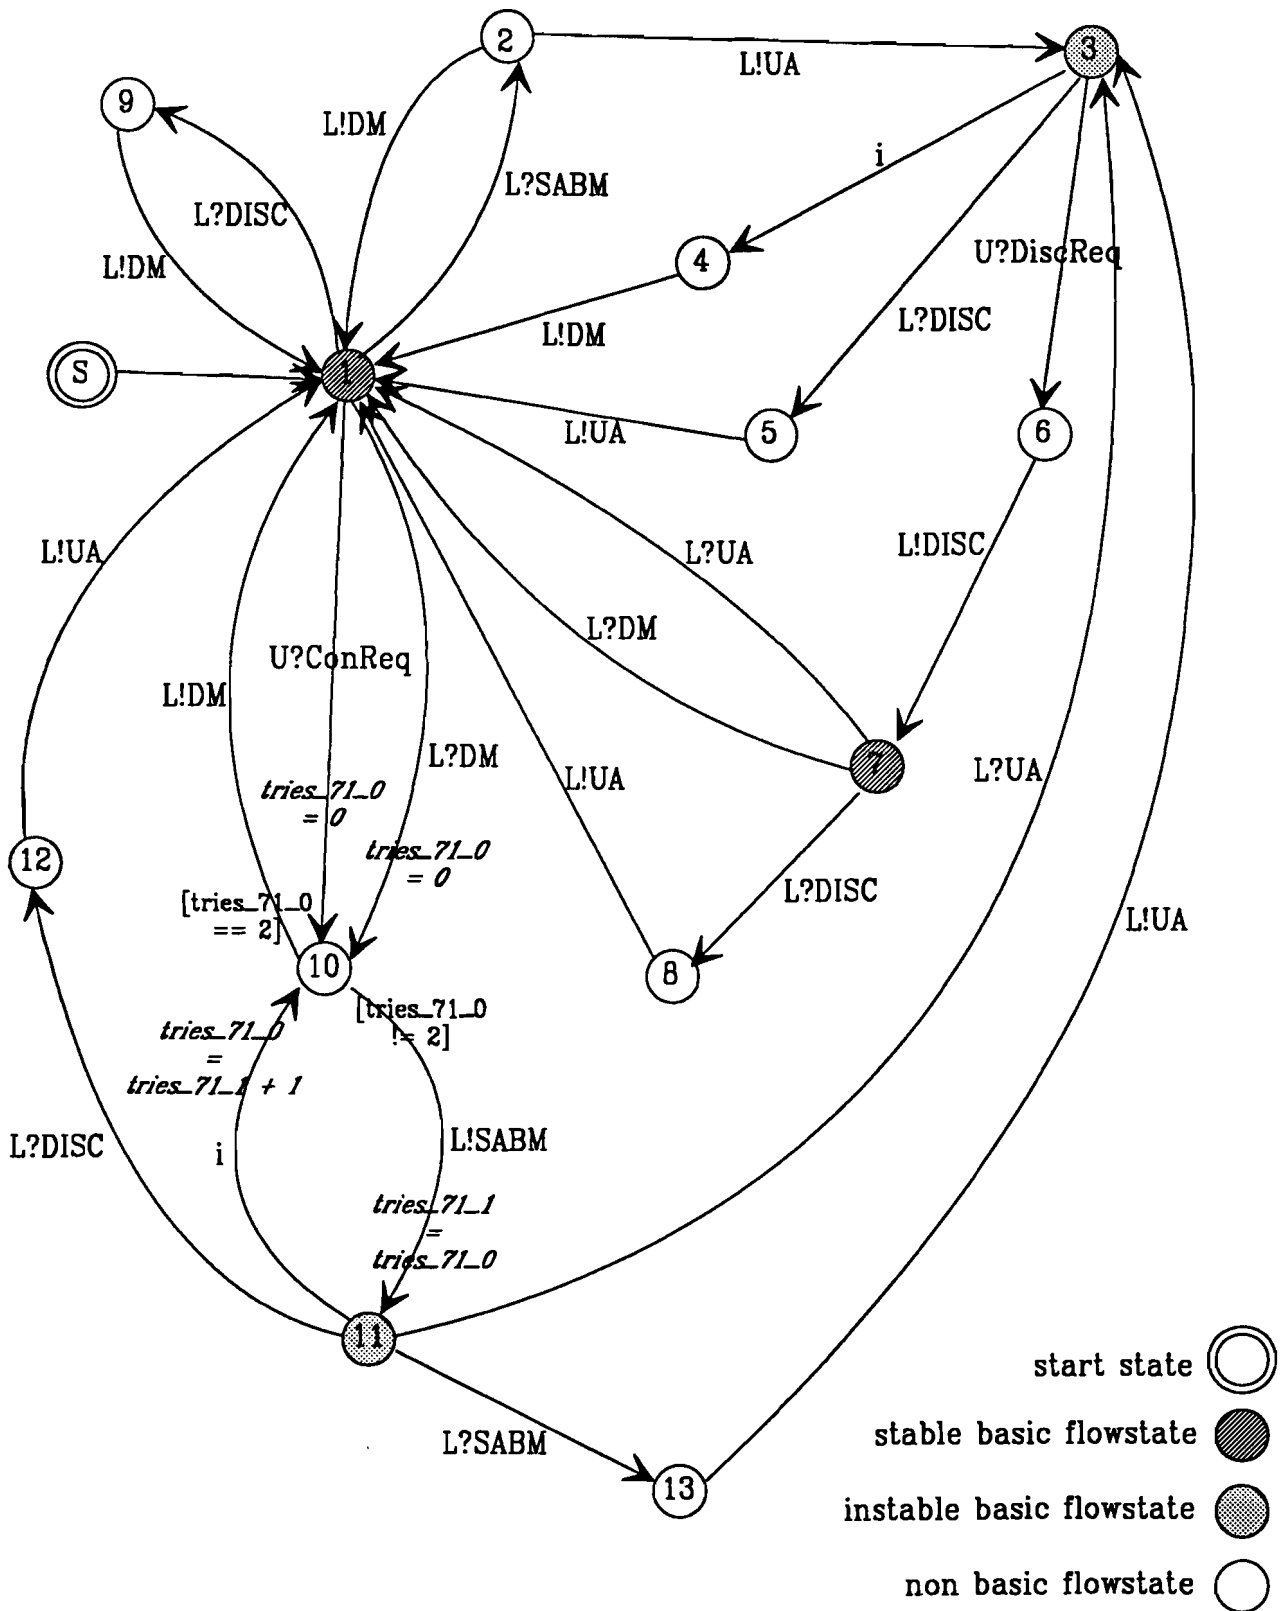 2
3
L!UA
9
L!DM
i
L?SABM
L?DISC
U?DiscReq
4
L!DM
L?DISC
L!DM
S
1
L!UA
5
6
L!UA
L?UA
L!DISC
L?DM
U?ConReq
L!DM
L?DM
7
L?UA
L!UA
tries_71_0
= 0
tries_71_0
= 0
12
L?DISC
[tries_71_0
== 2]
L!UA
10
8
[tries_71_0
!= 2]
tries_71_0
=
tries_71_1 + 1
L?DISC
i
L!SABM
tries_71_1
=
tries_71_0
11
L?SABM
13
start state
stable basic flowstate
instable basic flowstate
non basic flowstate